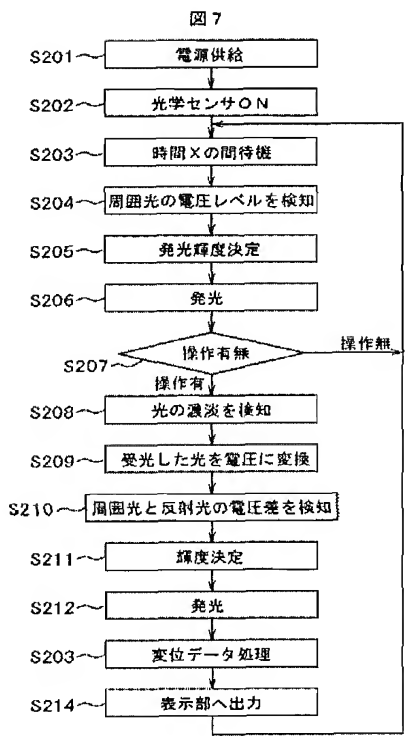 図7
S201 電源供給
S202 光学センサON
S203 時間Xの間待機
S204 周囲光の電圧レベルを検知
S205 発光輝度決定
S206 発光
S207 操作有無 操作無
操作有
S208 光の濃淡を検知
S209 受光した光を電圧に変換
S210 周囲光と反射光の電圧差を検知
S211 輝度決定
S212 発光
S203 変位データ処理
S214 表示部へ出力